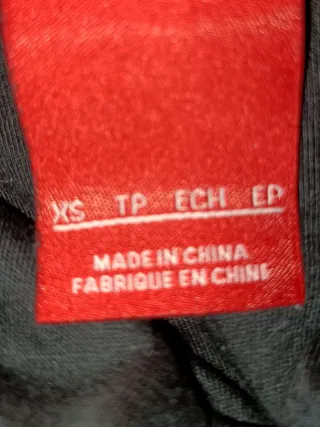 XS TP ECH EP
MADE IN CHINA
FABRIQUE EN CHINE